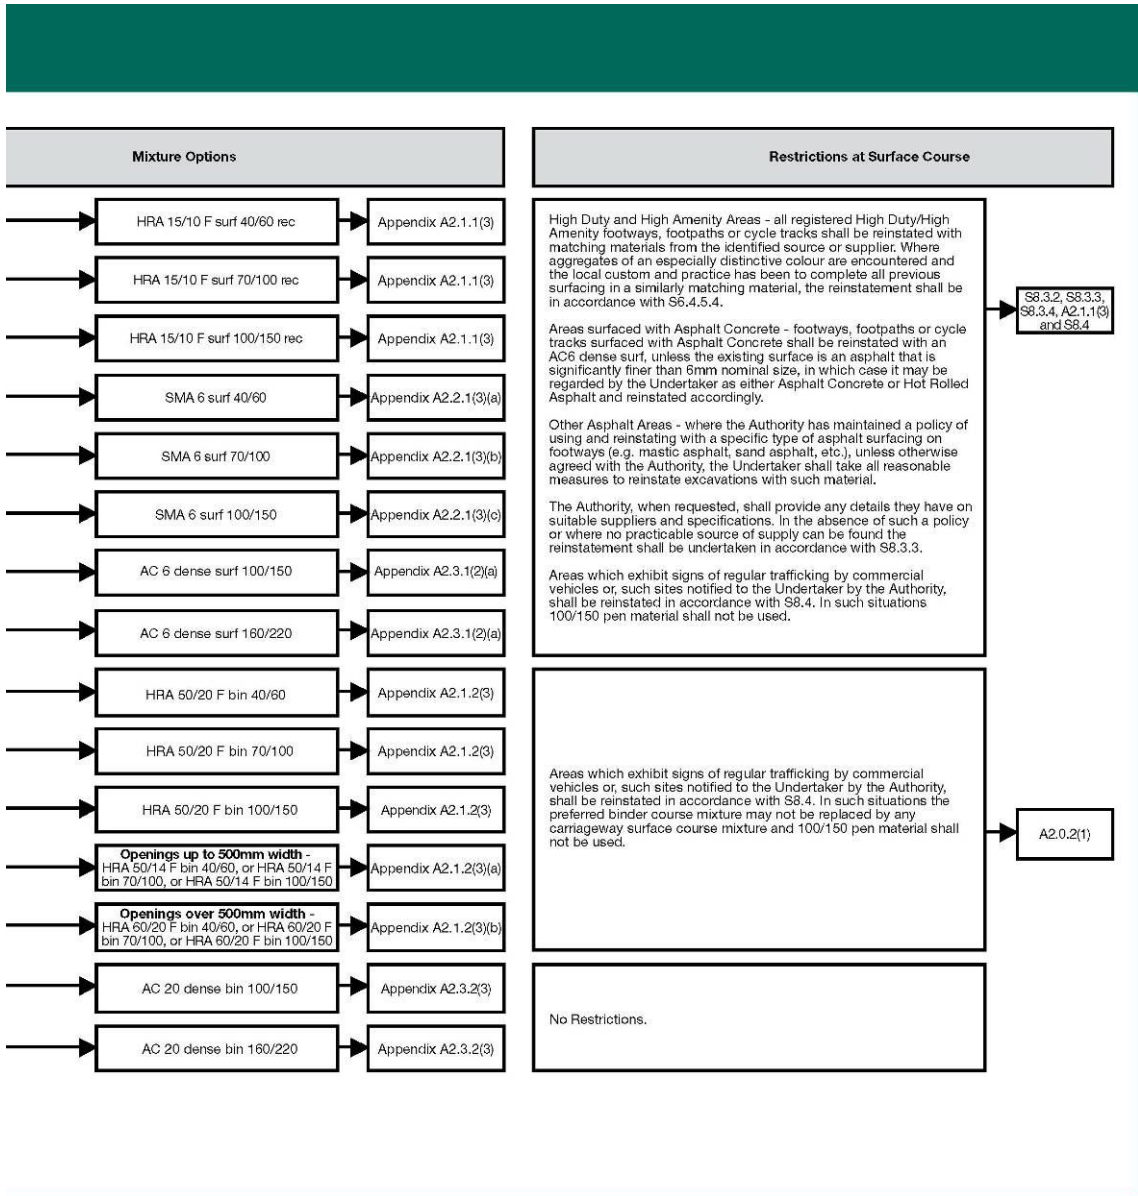 Mixture Options
Restrictions at Surface Course
HRA 15/10 F surf 40/60 rec
Appendix A2.1.1(3)
HRA 15/10 F surf 70/100 rec
Appendix A2.1.1(3)
HRA 15/10 F surf 100/150 rec
Appendix A2.1.1(3)
SMA 6 surf 40/60
Appendix A2.2.1(3)(a)
SMA 6 surf 70/100
Appendix A2.2.1(3)(b)
SMA 6 surf 100/150
Appendix A2.2.1(3)(c)
AC 6 dense surf 100/150
Appendix A2.3.1(2)(a)
AC 6 dense surf 160/220
Appendix A2.3.1(2)(a)
HRA 50/20 F bin 40/60
Appendix A2.1.2(3)
HRA 50/20 F bin 70/100
Appendix A2.1.2(3)
HRA 50/20 F bin 100/150
Appendix A2.1.2(3)
Openings up to 500mm width -
HRA 50/14 F bin 40/60, or HRA 50/14 F
bin 70/100, or HRA 50/14 F bin 100/150
Appendix A2.1.2(3)(a)
Openings over 500mm width -
HRA 60/20 F bin 40/60, or HRA 60/20 F
bin 70/100, or HRA 60/20 F bin 100/150
Appendix A2.1.2(3)(b)
AC 20 dense bin 100/150
Appendix A2.3.2(3)
AC 20 dense bin 160/220
Appendix A2.3.2(3)
High Duty and High Amenity Areas - all registered High Duty/High
Amenity footways, footpaths or cycle tracks shall be reinstated with
matching materials from the identified source or supplier. Where
aggregates of an especially distinctive colour are encountered and
the local custom and practice has been to complete all previous
surfacing in a similarly matching material, the reinstatement shall be
in accordance with S6.4.5.4.
Areas surfaced with Asphalt Concrete - footways, footpaths or cycle
tracks surfaced with Asphalt Concrete shall be reinstated with an
AC6 dense surf, unless the existing surface is an asphalt that is
significantly finer than 6mm nominal size, in which case it may be
regarded by the Undertaker as either Asphalt Concrete or Hot Rolled
Asphalt and reinstated accordingly.
Other Asphalt Areas - where the Authority has maintained a policy of
using and reinstating with a specific type of asphalt surfacing on
footways (e.g. mastic asphalt, sand asphalt, etc.), unless otherwise
agreed with the Authority, the Undertaker shall take all reasonable
measures to reinstate excavations with such material.
The Authority, when requested, shall provide any details they have on
suitable suppliers and specifications. In the absence of such a policy
or where no practicable source of supply can be found the
reinstatement shall be undertaken in accordance with S8.3.3.
Areas which exhibit signs of regular trafficking by commercial
vehicles or, such sites notified to the Undertaker by the Authority,
shall be reinstated in accordance with S8.4. In such situations
100/150 pen material shall not be used.
S8.3.2, S8.3.3,
S8.3.4, A2.1.1(3)
and S8.4
Areas which exhibit signs of regular trafficking by commercial
vehicles or, such sites notified to the Undertaker by the Authority,
shall be reinstated in accordance with S8.4. In such situations the
preferred binder course mixture may not be replaced by any
carriageway surface course mixture and 100/150 pen material shall
not be used.
A2.0.2(1)
No Restrictions.